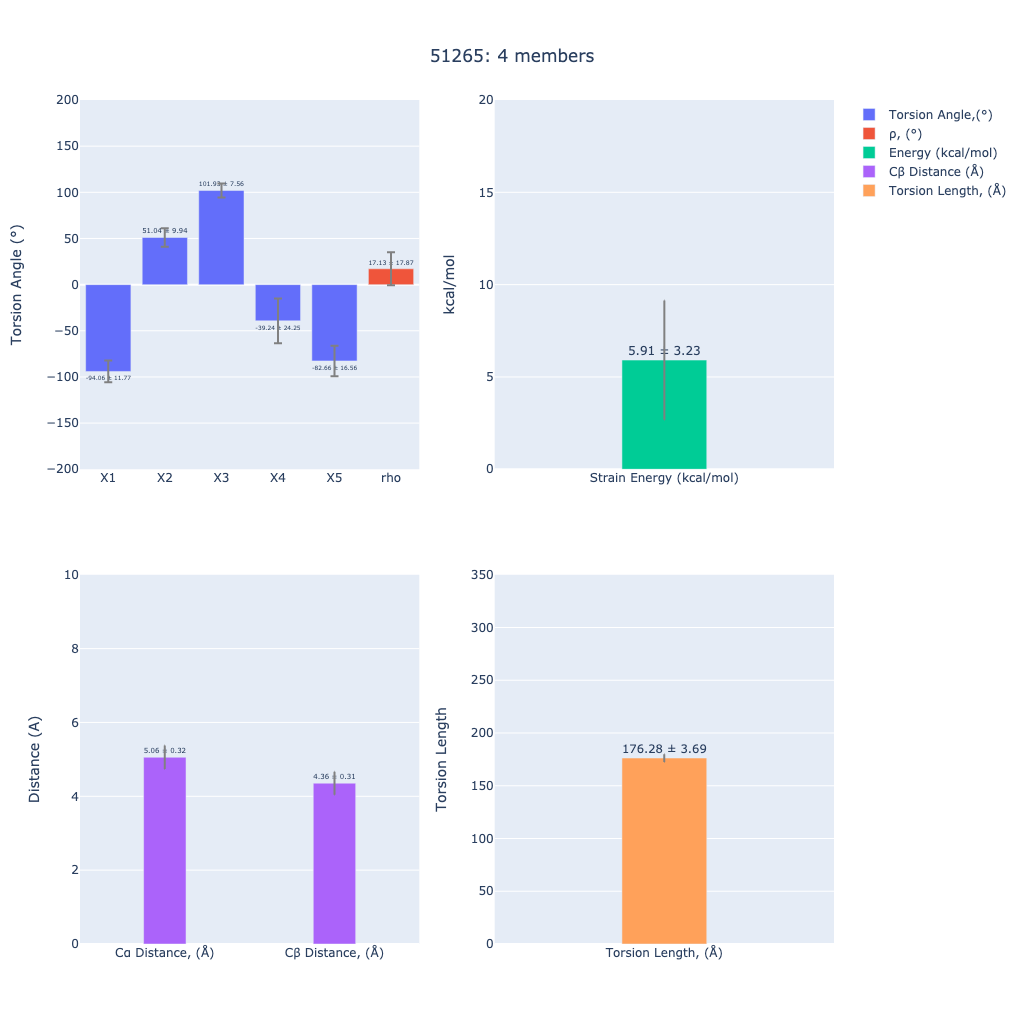 51265: 4 members
200
150
100
50
0
−50
−100
−150
−200
Torsion Angle (°)
101.93 ± 7.56
51.04 ± 9.94
17.13 ± 17.87
-39.24 ± 24.25
-82.66 ± 16.56
-94.06 ± 11.77
X1 X2 X3 X4 X5 rho
20
15
10
5
0
kcal/mol
5.91 ± 3.23
Strain Energy (kcal/mol)
Torsion Angle,(°)
ρ, (°)
Energy (kcal/mol)
Cβ Distance (Å)
Torsion Length, (Å)
10
8
6
4
2
0
Distance (A)
5.06 ± 0.32
4.36 ± 0.31
Cα Distance, (Å) Cβ Distance, (Å)
350
300
250
200
150
100
50
0
Torsion Length
176.28 ± 3.69
Torsion Length, (Å)